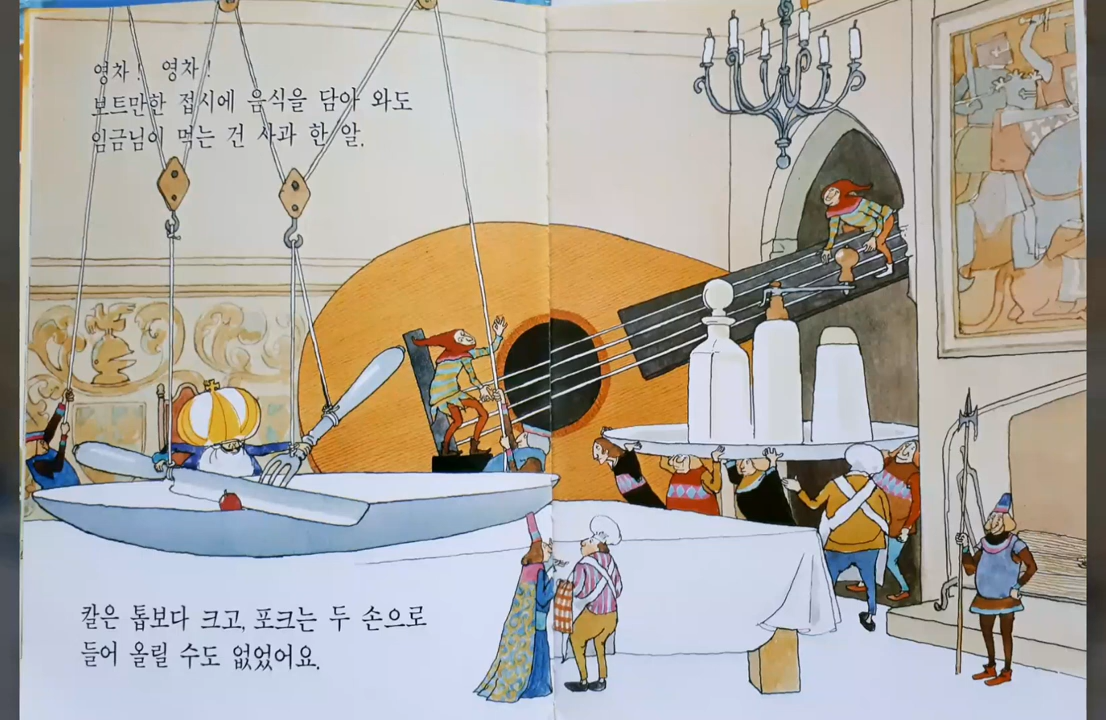 영차! 영차!
보트만한 접시에 음식을 담아 와도
임금님이 먹는 건 사과 한 알.
칼은 톱보다 크고, 포크는 두 손으로
들어 올릴 수도 없었어요.